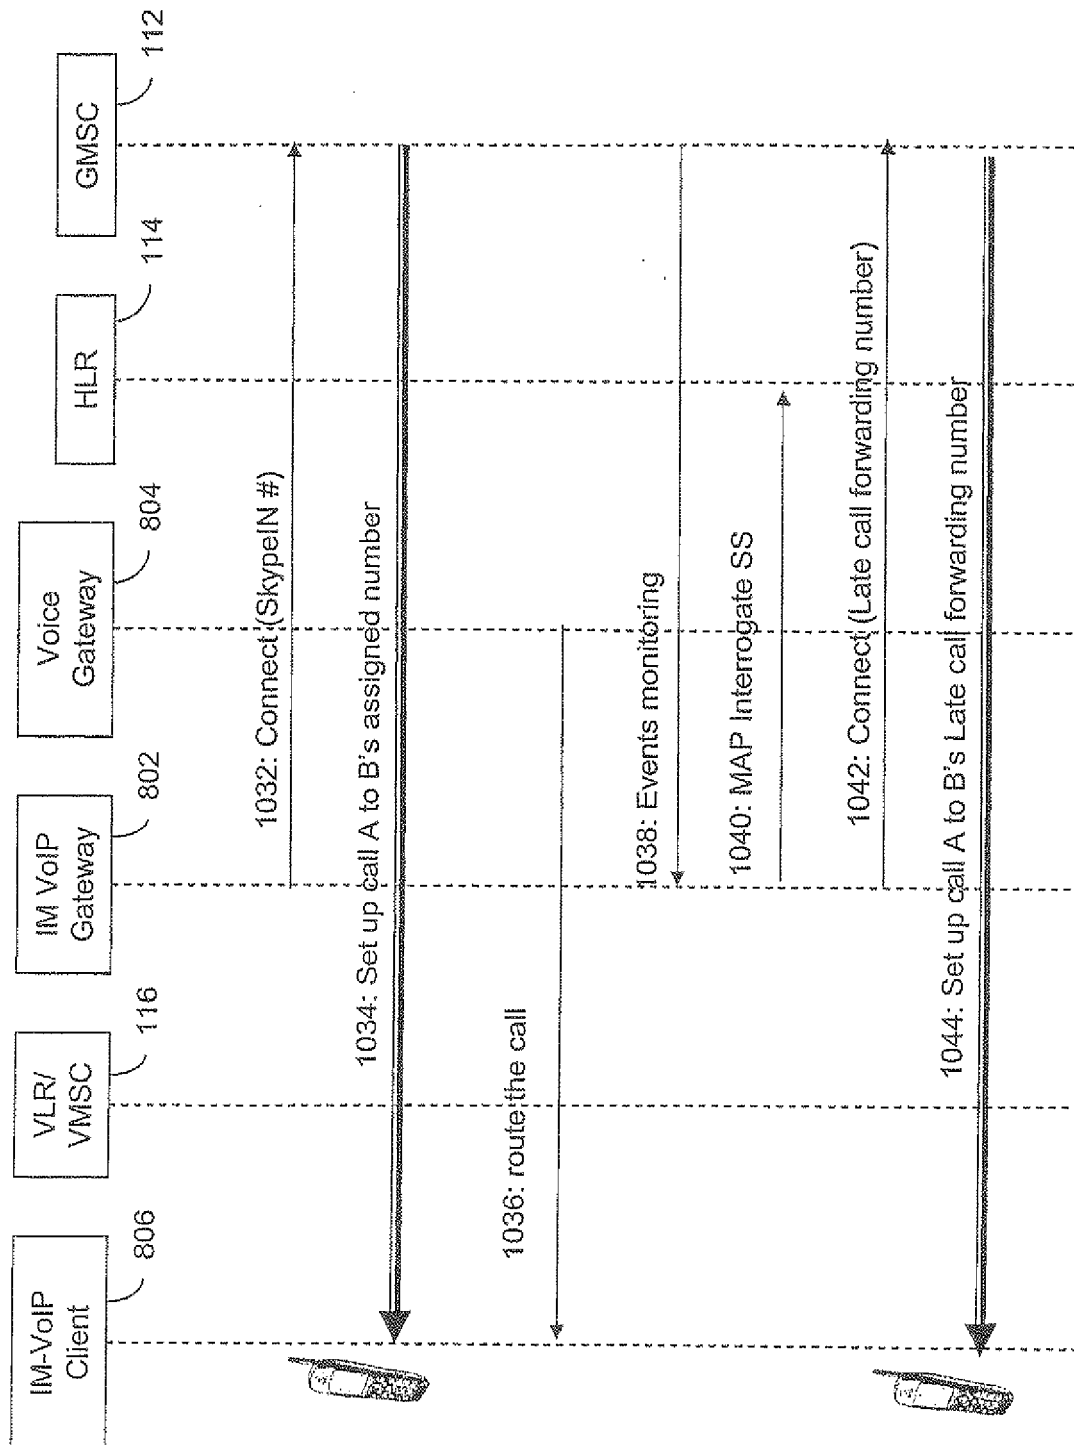 IM-VoIP
Client
806
VLR/
VMSC
116
IM VoIP
Gateway
802
Voice
Gateway
804
HLR
114
GMSC
112
1032: Connect (SkypeIN #)
1034: Set up call A to B's assigned number
1036: route the call
1038: Events monitoring
1040: MAP Interrogate SS
1042: Connect (Late call forwarding number)
1044: Set up call A to B's Late call forwarding number